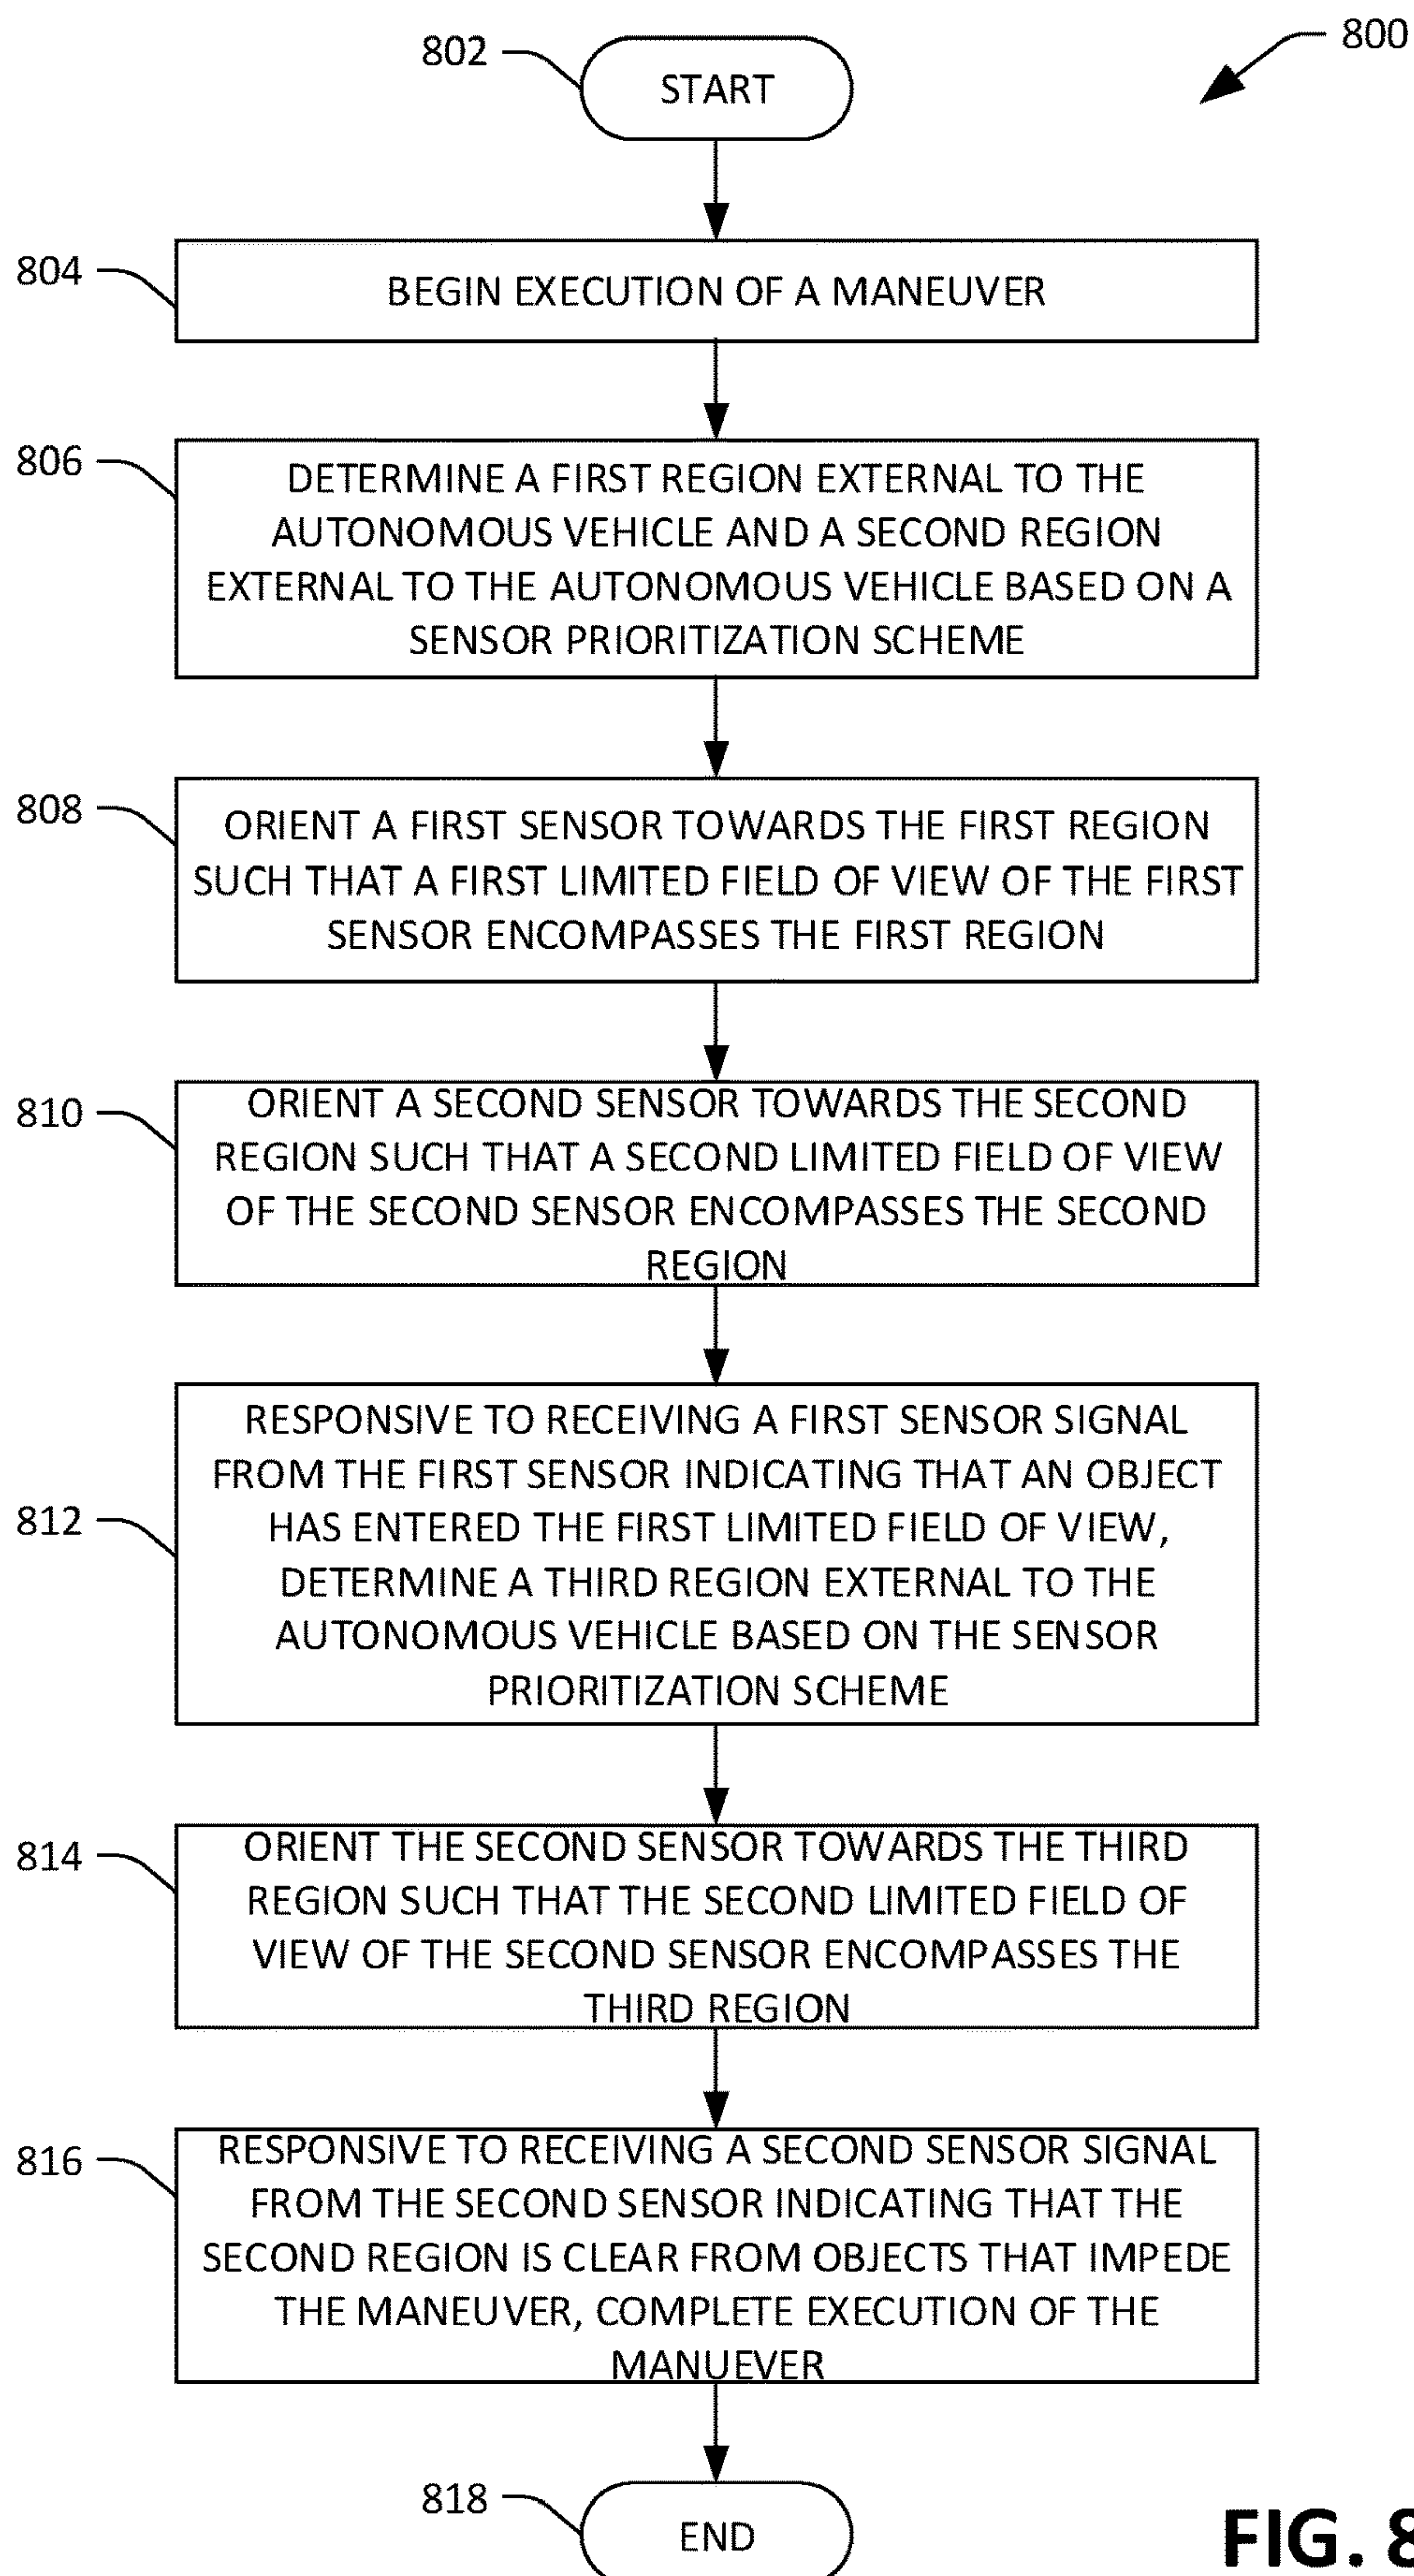 800
802
START
804
BEGIN EXECUTION OF A MANEUVER
806
DETERMINE A FIRST REGION EXTERNAL TO THE
AUTONOMOUS VEHICLE AND A SECOND REGION
EXTERNAL TO THE AUTONOMOUS VEHICLE BASED ON A
SENSOR PRIORITIZATION SCHEME
808
ORIENT A FIRST SENSOR TOWARDS THE FIRST REGION
SUCH THAT A FIRST LIMITED FIELD OF VIEW OF THE FIRST
SENSOR ENCOMPASSES THE FIRST REGION
810
ORIENT A SECOND SENSOR TOWARDS THE SECOND
REGION SUCH THAT A SECOND LIMITED FIELD OF VIEW
OF THE SECOND SENSOR ENCOMPASSES THE SECOND
REGION
812
RESPONSIVE TO RECEIVING A FIRST SENSOR SIGNAL
FROM THE FIRST SENSOR INDICATING THAT AN OBJECT
HAS ENTERED THE FIRST LIMITED FIELD OF VIEW,
DETERMINE A THIRD REGION EXTERNAL TO THE
AUTONOMOUS VEHICLE BASED ON THE SENSOR
PRIORITIZATION SCHEME
814
ORIENT THE SECOND SENSOR TOWARDS THE THIRD
REGION SUCH THAT THE SECOND LIMITED FIELD OF
VIEW OF THE SECOND SENSOR ENCOMPASSES THE
THIRD REGION
816
RESPONSIVE TO RECEIVING A SECOND SENSOR SIGNAL
FROM THE SECOND SENSOR INDICATING THAT THE
SECOND REGION IS CLEAR FROM OBJECTS THAT IMPEDE
THE MANEUVER, COMPLETE EXECUTION OF THE
MANUEVER
818
END
FIG. 8